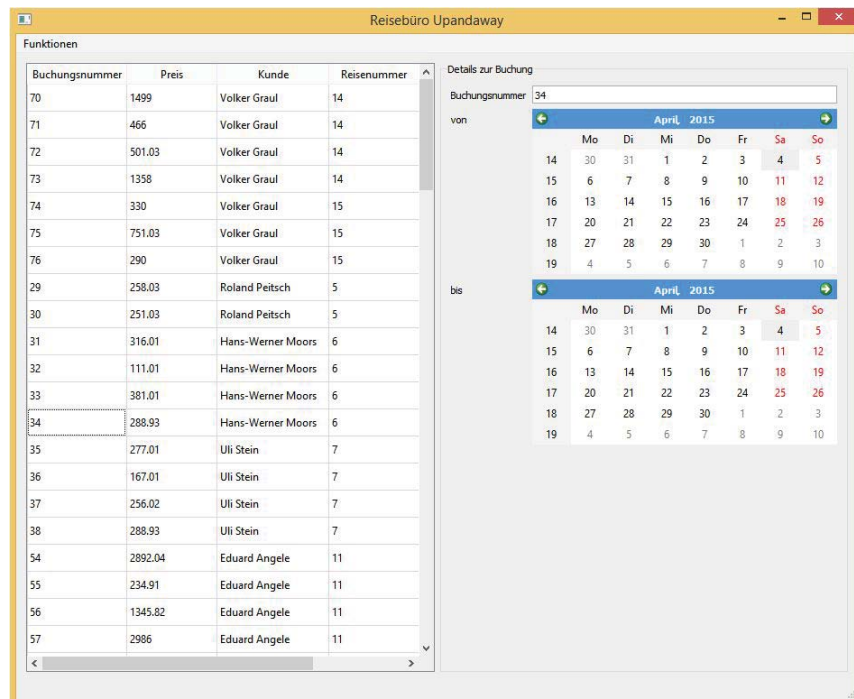 Reisebüro Upandaway
Funktionen
Buchungsnummer Preis Kunde Reisenummer
70 1499 Volker Graul 14
71 466 Volker Graul 14
72 501.03 Volker Graul 14
73 1358 Volker Graul 14
74 330 Volker Graul 15
75 751.03 Volker Graul 15
76 290 Volker Graul 15
29 258.03 Roland Peitsch 5
30 251.03 Roland Peitsch 5
31 316.01 Hans-Werner Moors 6
32 111.01 Hans-Werner Moors 6
33 381.01 Hans-Werner Moors 6
34 288.93 Hans-Werner Moors 6
35 277.01 Uli Stein 7
36 167.01 Uli Stein 7
37 256.02 Uli Stein 7
38 288.93 Uli Stein 7
54 2892.04 Eduard Angele 11
55 234.91 Eduard Angele 11
56 1345.82 Eduard Angele 11
57 2986 Eduard Angele 11
Details zur Buchung
Buchungsnummer 34
von
April, 2015
Mo Di Mi Do Fr Sa So
14 30 31 1 2 3 4 5
15 6 7 8 9 10 11 12
16 13 14 15 16 17 18 19
17 20 21 22 23 24 25 26
18 27 28 29 30 1 2 3
19 4 5 6 7 8 9 10
bis
April, 2015
Mo Di Mi Do Fr Sa So
14 30 31 1 2 3 4 5
15 6 7 8 9 10 11 12
16 13 14 15 16 17 18 19
17 20 21 22 23 24 25 26
18 27 28 29 30 1 2 3
19 4 5 6 7 8 9 10